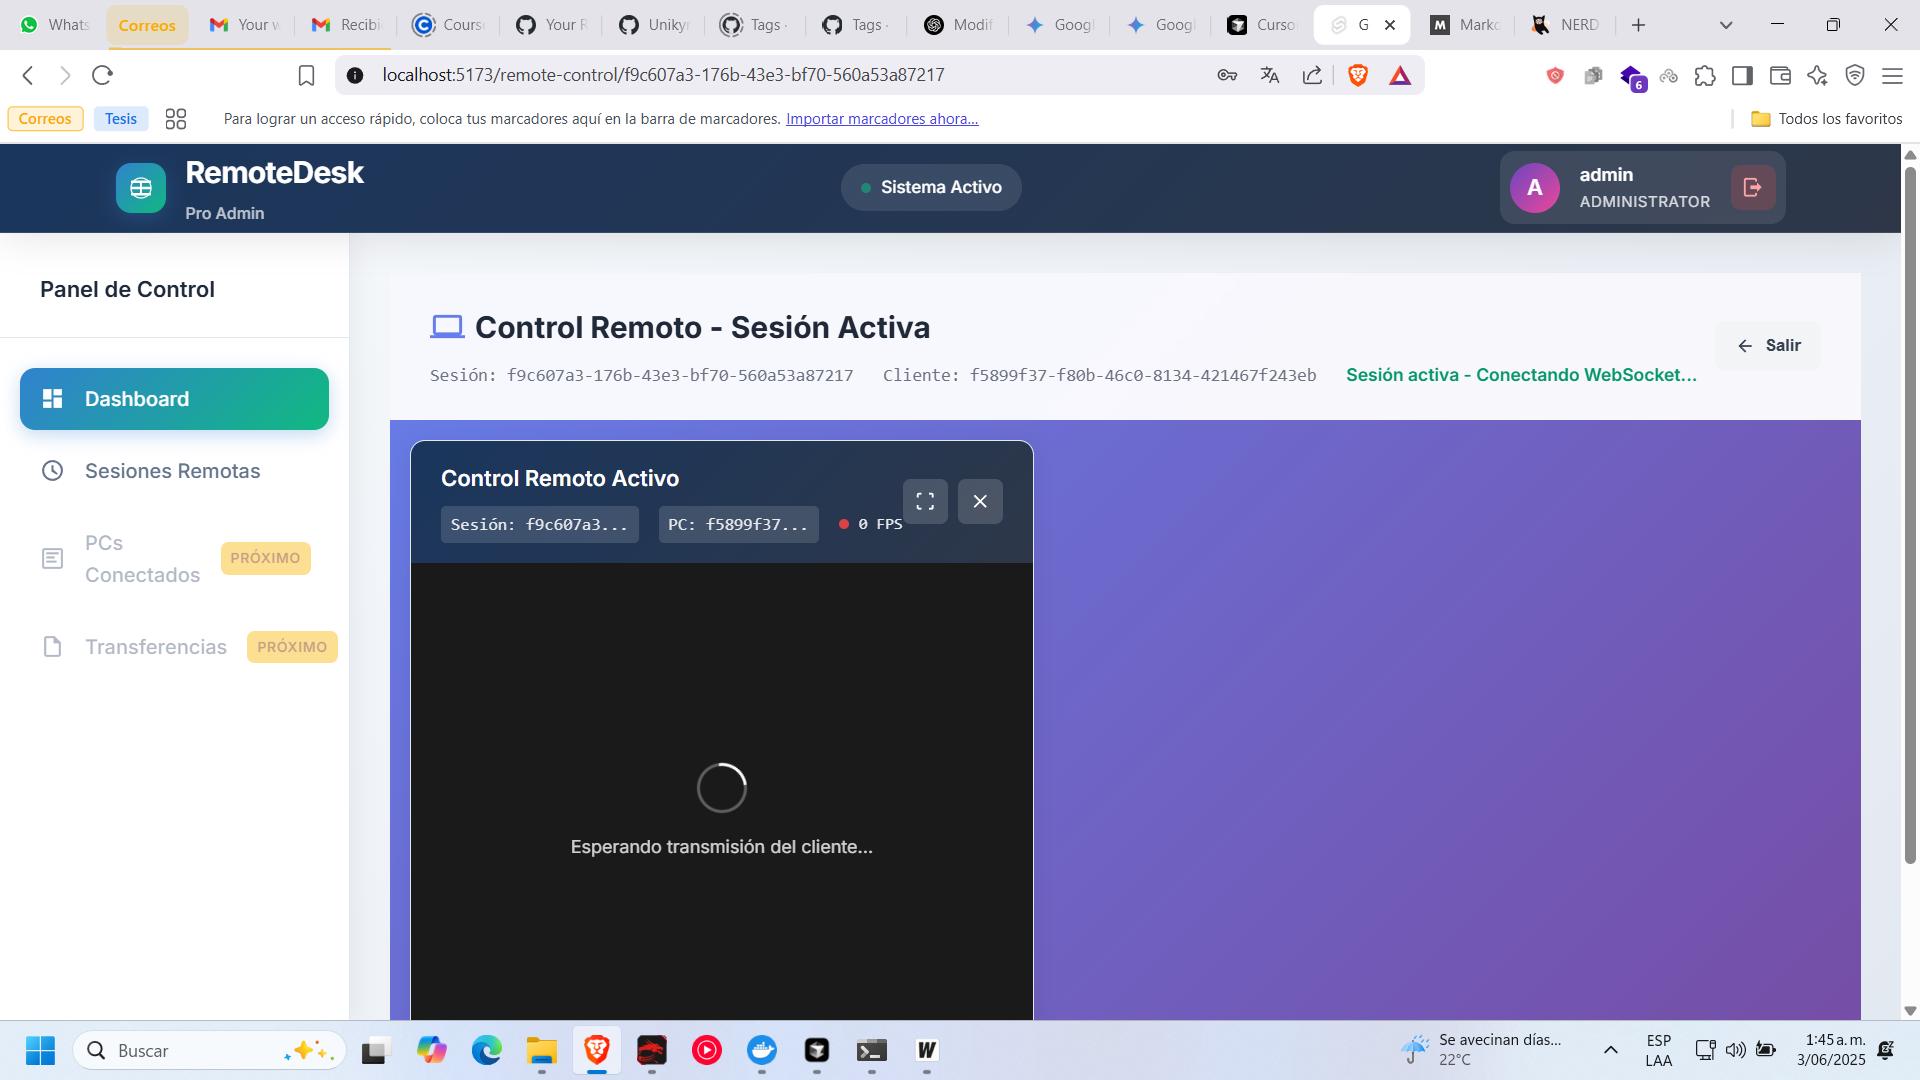 Whats
Correos
Your w
Recibi
Cours
Your R
Unikyr
Tags ·
Tags ·
Modif
Googl
Googl
Curso
G
Marko
NERD
localhost:5173/remote-control/f9c607a3-176b-43e3-bf70-560a53a87217
6
Correos
Tesis
Para lograr un acceso rápido, coloca tus marcadores aquí en la barra de marcadores. Importar marcadores ahora...
Todos los favoritos
RemoteDesk
Pro Admin
Sistema Activo
A
admin
ADMINISTRATOR
Panel de Control
Dashboard
Sesiones Remotas
PCs
Conectados
PRÓXIMO
Transferencias
PRÓXIMO
Control Remoto - Sesión Activa
Sesión: f9c607a3-176b-43e3-bf70-560a53a87217
Cliente: f5899f37-f80b-46c0-8134-421467f243eb
Sesión activa - Conectando WebSocket...
Salir
Control Remoto Activo
Sesión: f9c607a3...
PC: f5899f37...
0 FPS
Esperando transmisión del cliente...
Buscar
Se avecinan días...
22°C
ESP
LAA
1:45 a. m.
3/06/2025